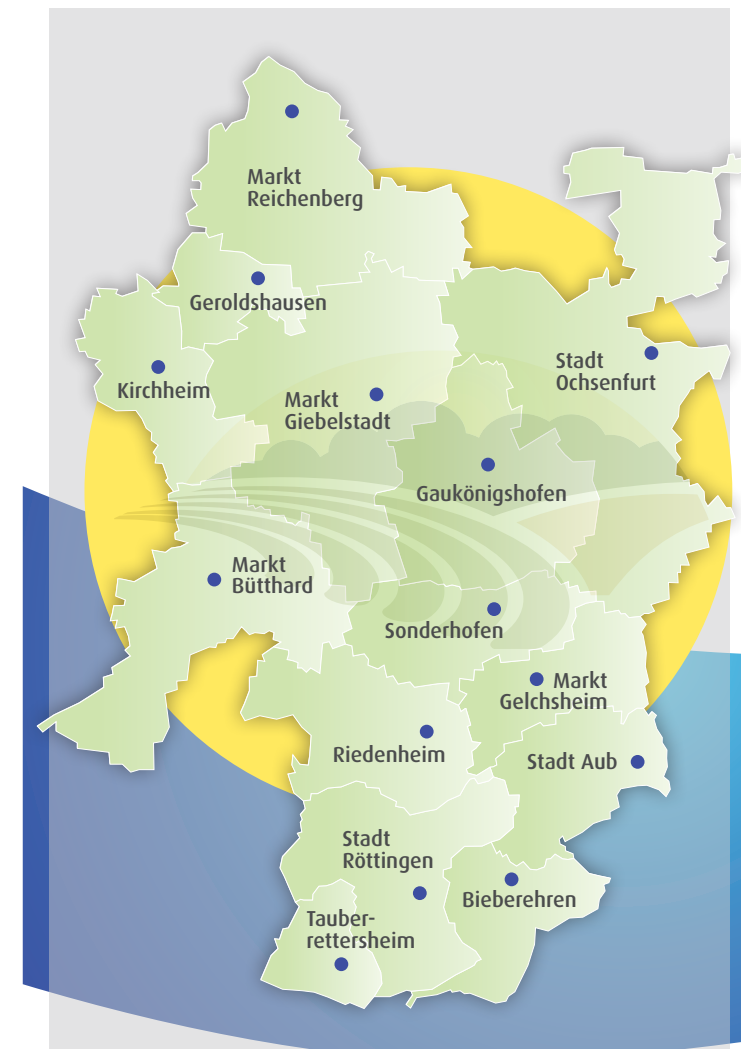 Markt
Reichenberg
Geroldshausen
Kirchheim
Markt
Giebelstadt
Stadt
Ochsenfurt
Gaukönigshofen
Markt
Bütthard
Sonderhofen
Markt
Gelchsheim
Riedenheim
Stadt Aub
Stadt
Röttingen
Bieberehren
Tauber-
rettersheim